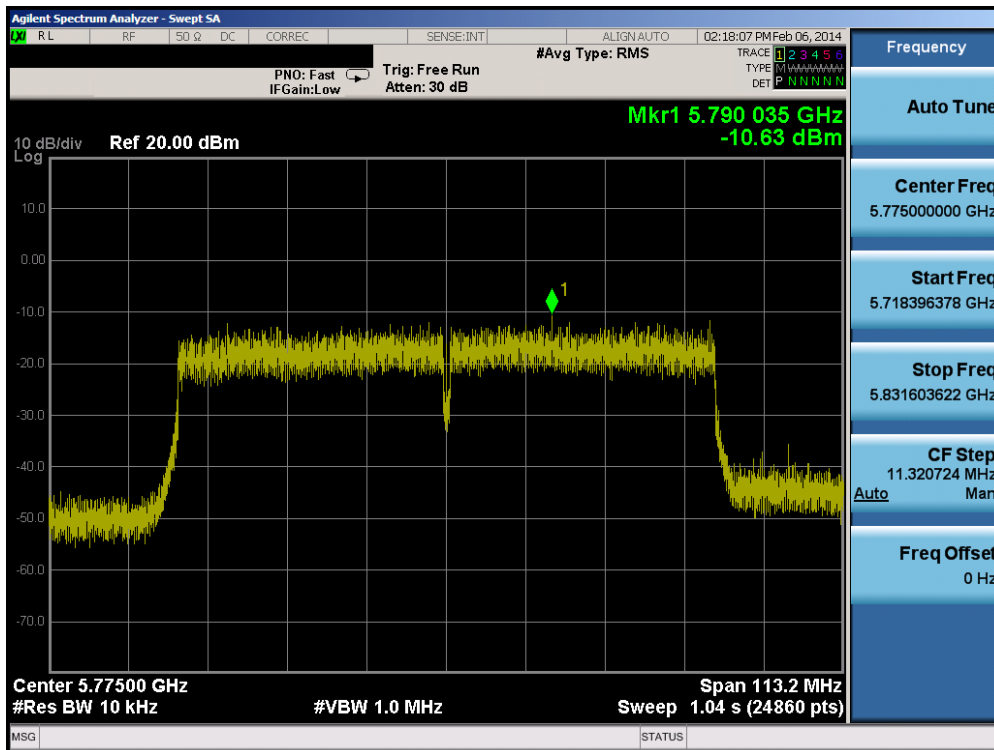 Agilent Spectrum Analyzer - Swept SA
LXI RL RF 50 Ω DC CORREC SENSE:INT ALIGN AUTO 02:18:07 PM Feb 06, 2014
Frequency
#Avg Type: RMS
TRACE 1 2 3 4 5 6
TYPE M W W W W W
DET P N N N N N
PNO: Fast Trig: Free Run
IFGain:Low Atten: 30 dB
Auto Tune
Mkr1 5.790 035 GHz
-10.63 dBm
10 dB/div Ref 20.00 dBm
Log
Center Freq
5.775000000 GHz
10.0
0.00
Start Freq
5.718396378 GHz
1
-10.0
-20.0
Stop Freq
5.831603622 GHz
-30.0
-40.0
CF Step
11.320724 MHz
Auto Man
-50.0
Freq Offset
0 Hz
-60.0
-70.0
Center 5.77500 GHz Span 113.2 MHz
#Res BW 10 kHz #VBW 1.0 MHz Sweep 1.04 s (24860 pts)
MSG STATUS